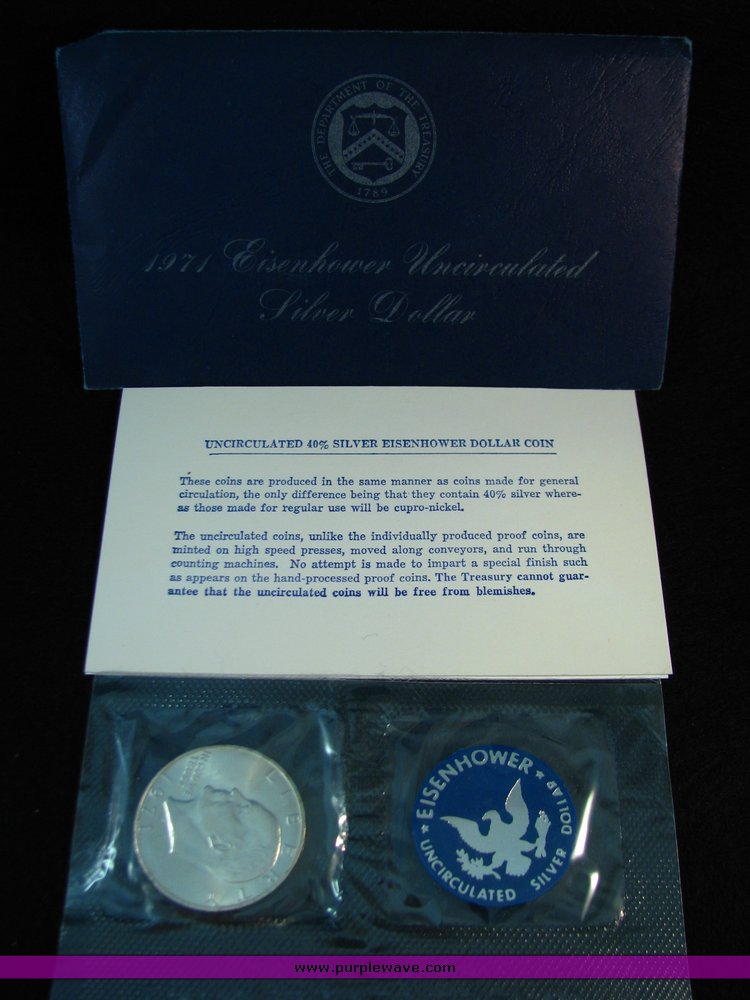 THE DEPARTMENT OF THE TREASURY
1789
1971 Eisenhower Uncirculated
Silver Dollar
UNCIRCULATED 40% SILVER EISENHOWER DOLLAR COIN
These coins are produced in the same manner as coins made for general
circulation, the only difference being that they contain 40% silver where-
as those made for regular use will be cupro-nickel.
The uncirculated coins, unlike the individually produced proof coins, are
minted on high speed presses, moved along conveyors, and run through
counting machines. No attempt is made to impart a special finish such
as appears on the hand-processed proof coins. The Treasury cannot guar-
antee that the uncirculated coins will be free from blemishes.
LIBERTY
IN GOD WE TRUST
1971
EISENHOWER
UNCIRCULATED SILVER DOLLAR
www.purplewave.com